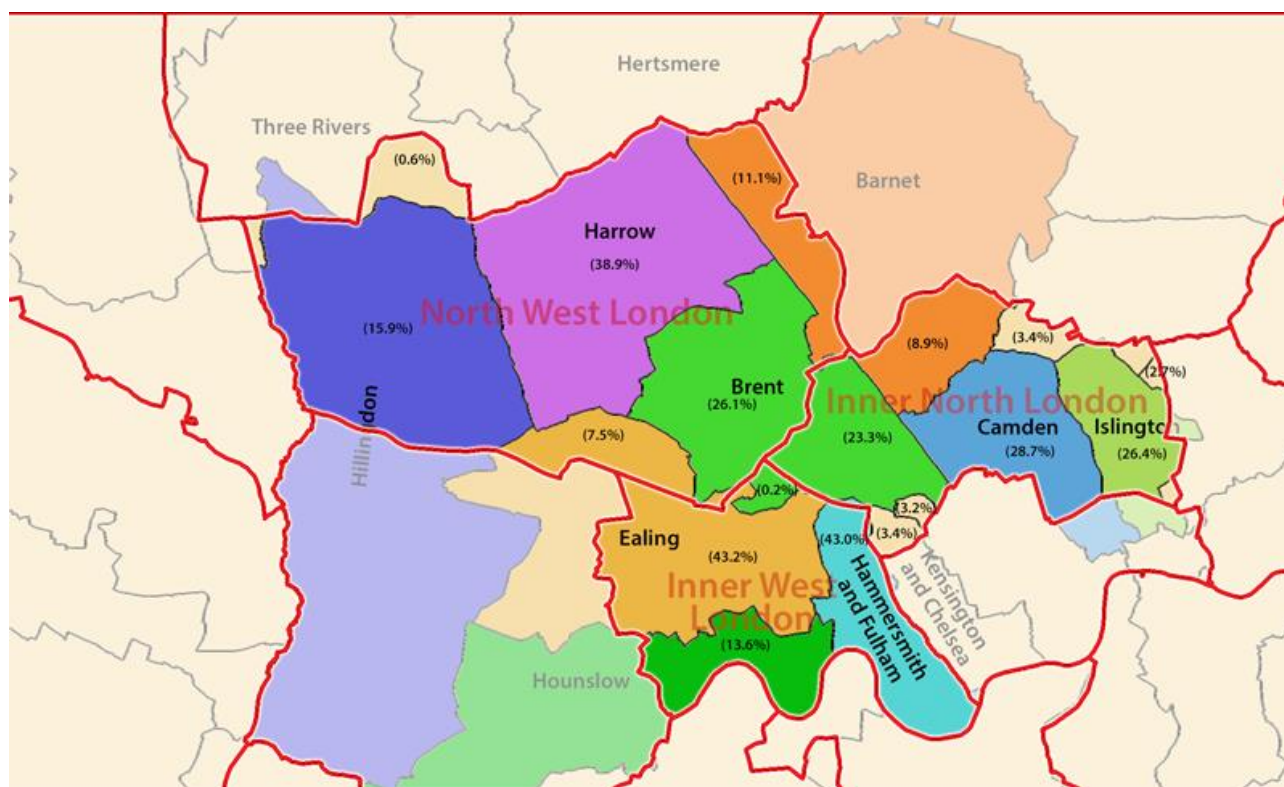 Hertsmere
Three Rivers
(0.6%)
(11.1%)
Barnet
Harrow
(38.9%)
North West London
(15.9%)
(8.9%)
(3.4%)
(2.7%)
Brent
(26.1%)
Inner North London
Camden
(28.7%)
Islingtc
(26.4%)
(23.3%)
(7.5%)
Hillingdon
(0.2%)
(3.2%)
(3.4%)
Ealing
(43.2%)
(43.0%)
Inner West
London
Hammersmith
and Fulham
Kensington
and Chelsea
(13.6%)
Hounslow